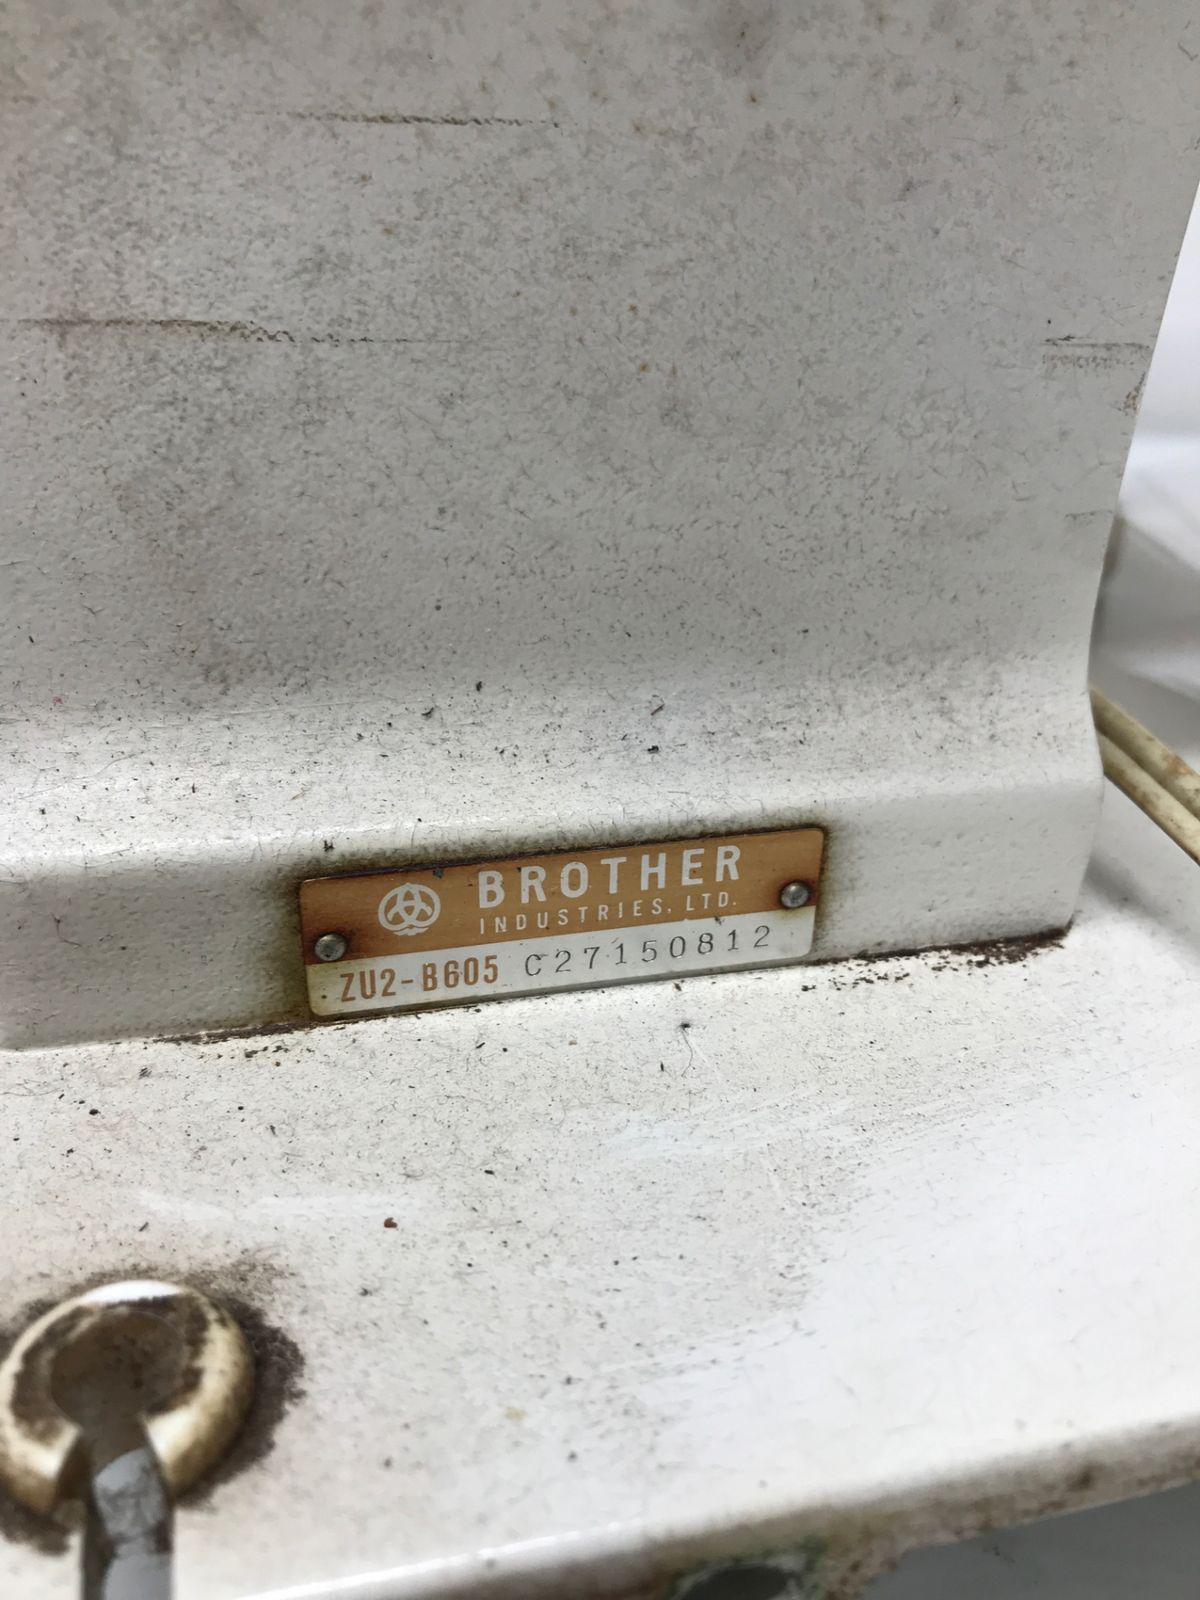 BROTHER
INDUSTRIES, LTD.
ZU2-B605 C27150812